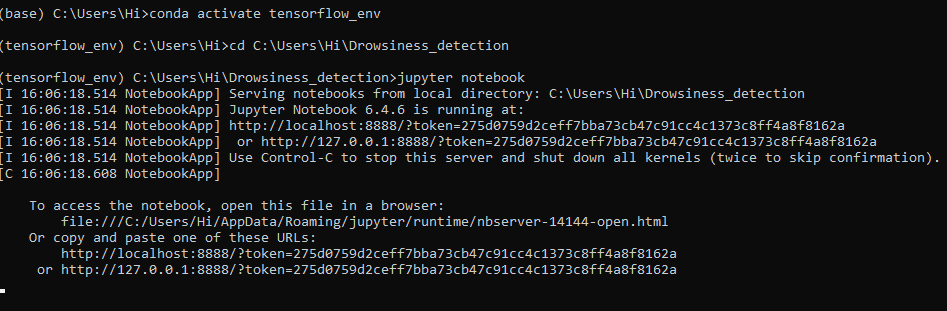 (base) C:\Users\Hi>conda activate tensorflow_env
(tensorflow_env) C:\Users\Hi>cd C:\Users\Hi\Drowsiness_detection
(tensorflow_env) C:\Users\Hi\Drowsiness_detection>jupyter notebook
[I 16:06:18.514 NotebookApp] Serving notebooks from local directory: C:\Users\Hi\Drowsiness_detection
[I 16:06:18.514 NotebookApp] Jupyter Notebook 6.4.6 is running at:
[I 16:06:18.514 NotebookApp] http://localhost:8888/?token=275d0759d2ceff7bba73cb47c91cc4c1373c8ff4a8f8162a
[I 16:06:18.514 NotebookApp]  or http://127.0.0.1:8888/?token=275d0759d2ceff7bba73cb47c91cc4c1373c8ff4a8f8162a
[I 16:06:18.514 NotebookApp] Use Control-C to stop this server and shut down all kernels (twice to skip confirmation).
[C 16:06:18.608 NotebookApp]
To access the notebook, open this file in a browser:
file:///C:/Users/Hi/AppData/Roaming/jupyter/runtime/nbserver-14144-open.html
Or copy and paste one of these URLs:
http://localhost:8888/?token=275d0759d2ceff7bba73cb47c91cc4c1373c8ff4a8f8162a
or http://127.0.0.1:8888/?token=275d0759d2ceff7bba73cb47c91cc4c1373c8ff4a8f8162a